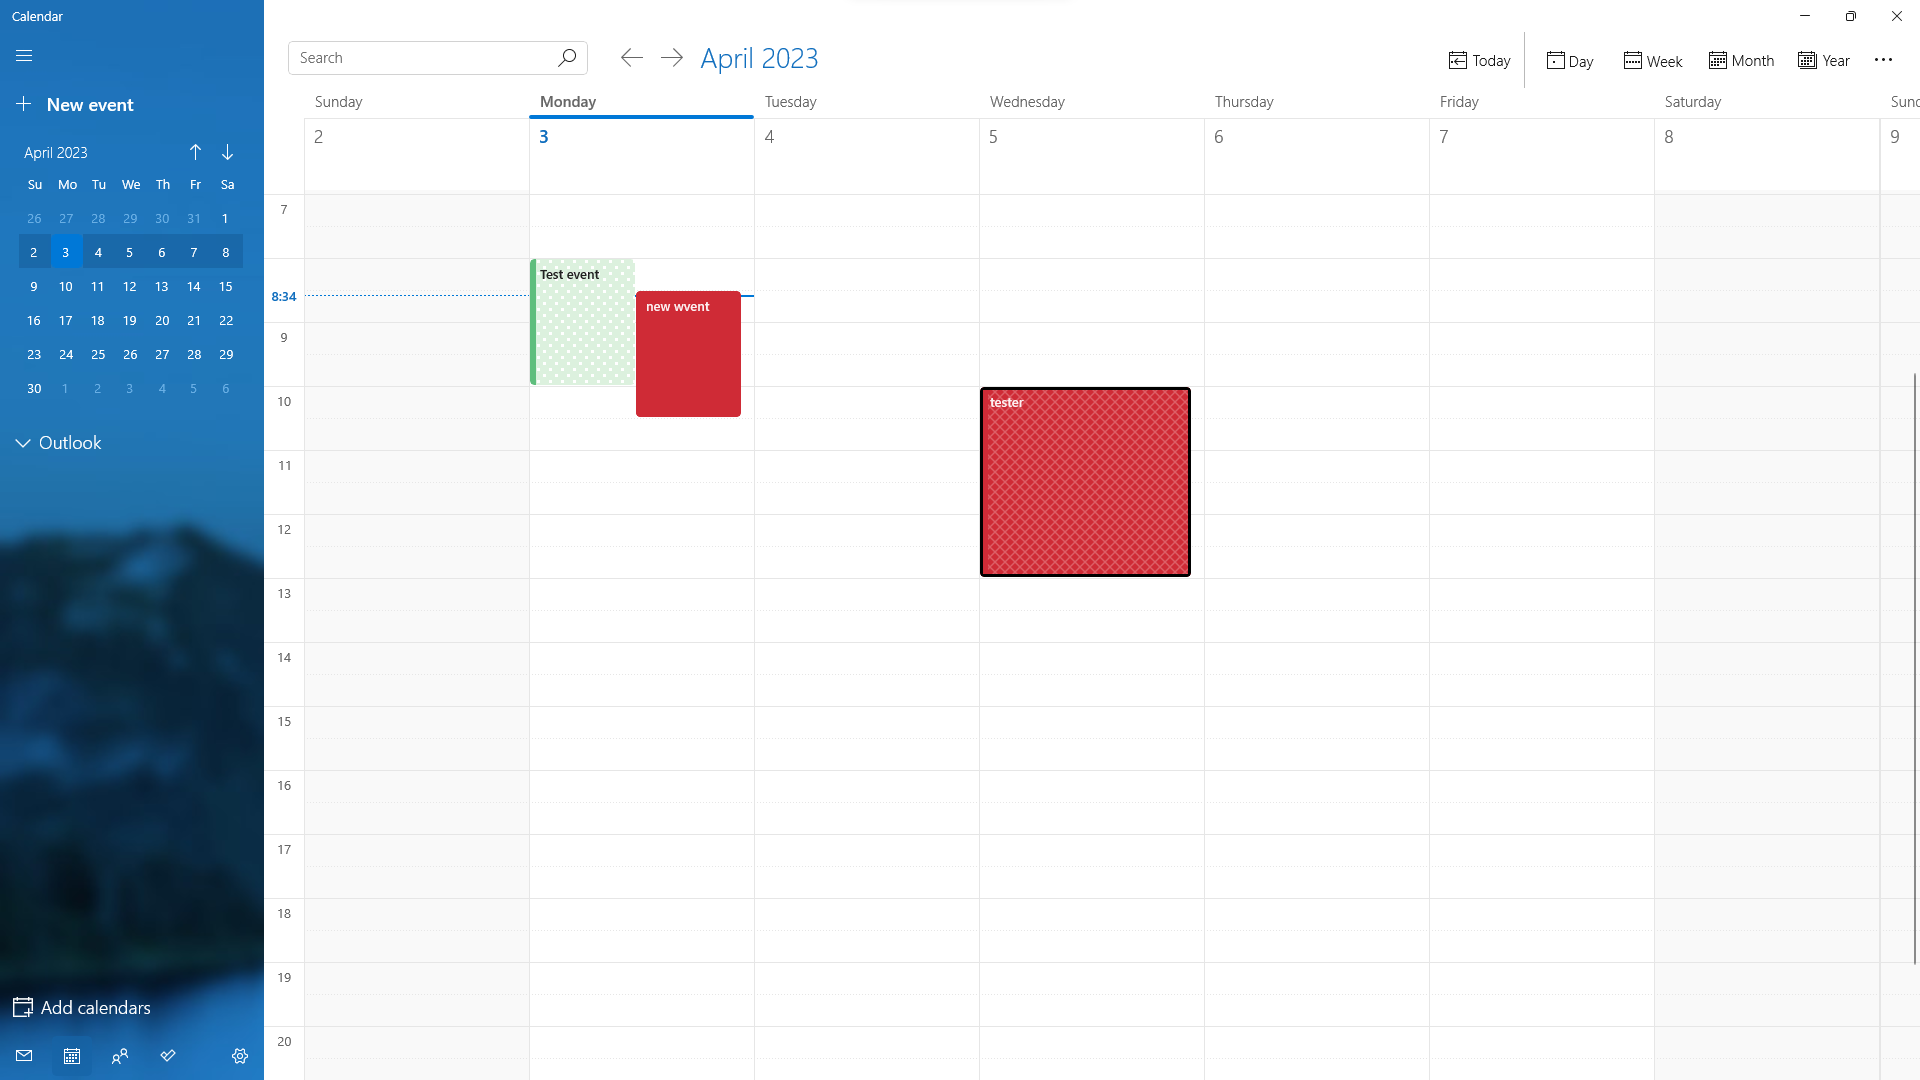 Calendar
New event
April 2023
Su Mo Tu We Th Fr Sa
26 27 28 29 30 31 1
2 3 4 5 6 7 8
9 10 11 12 13 14 15
16 17 18 19 20 21 22
23 24 25 26 27 28 29
30 1 2 3 4 5 6
Outlook
Add calendars
Search
April 2023
Today
Day
Week
Month
Year
Sunday Monday Tuesday Wednesday Thursday Friday Saturday Sund
2 3 4 5 6 7 8 9
7
Test event
8:34
new wvent
9
10
tester
11
12
13
14
15
16
17
18
19
20